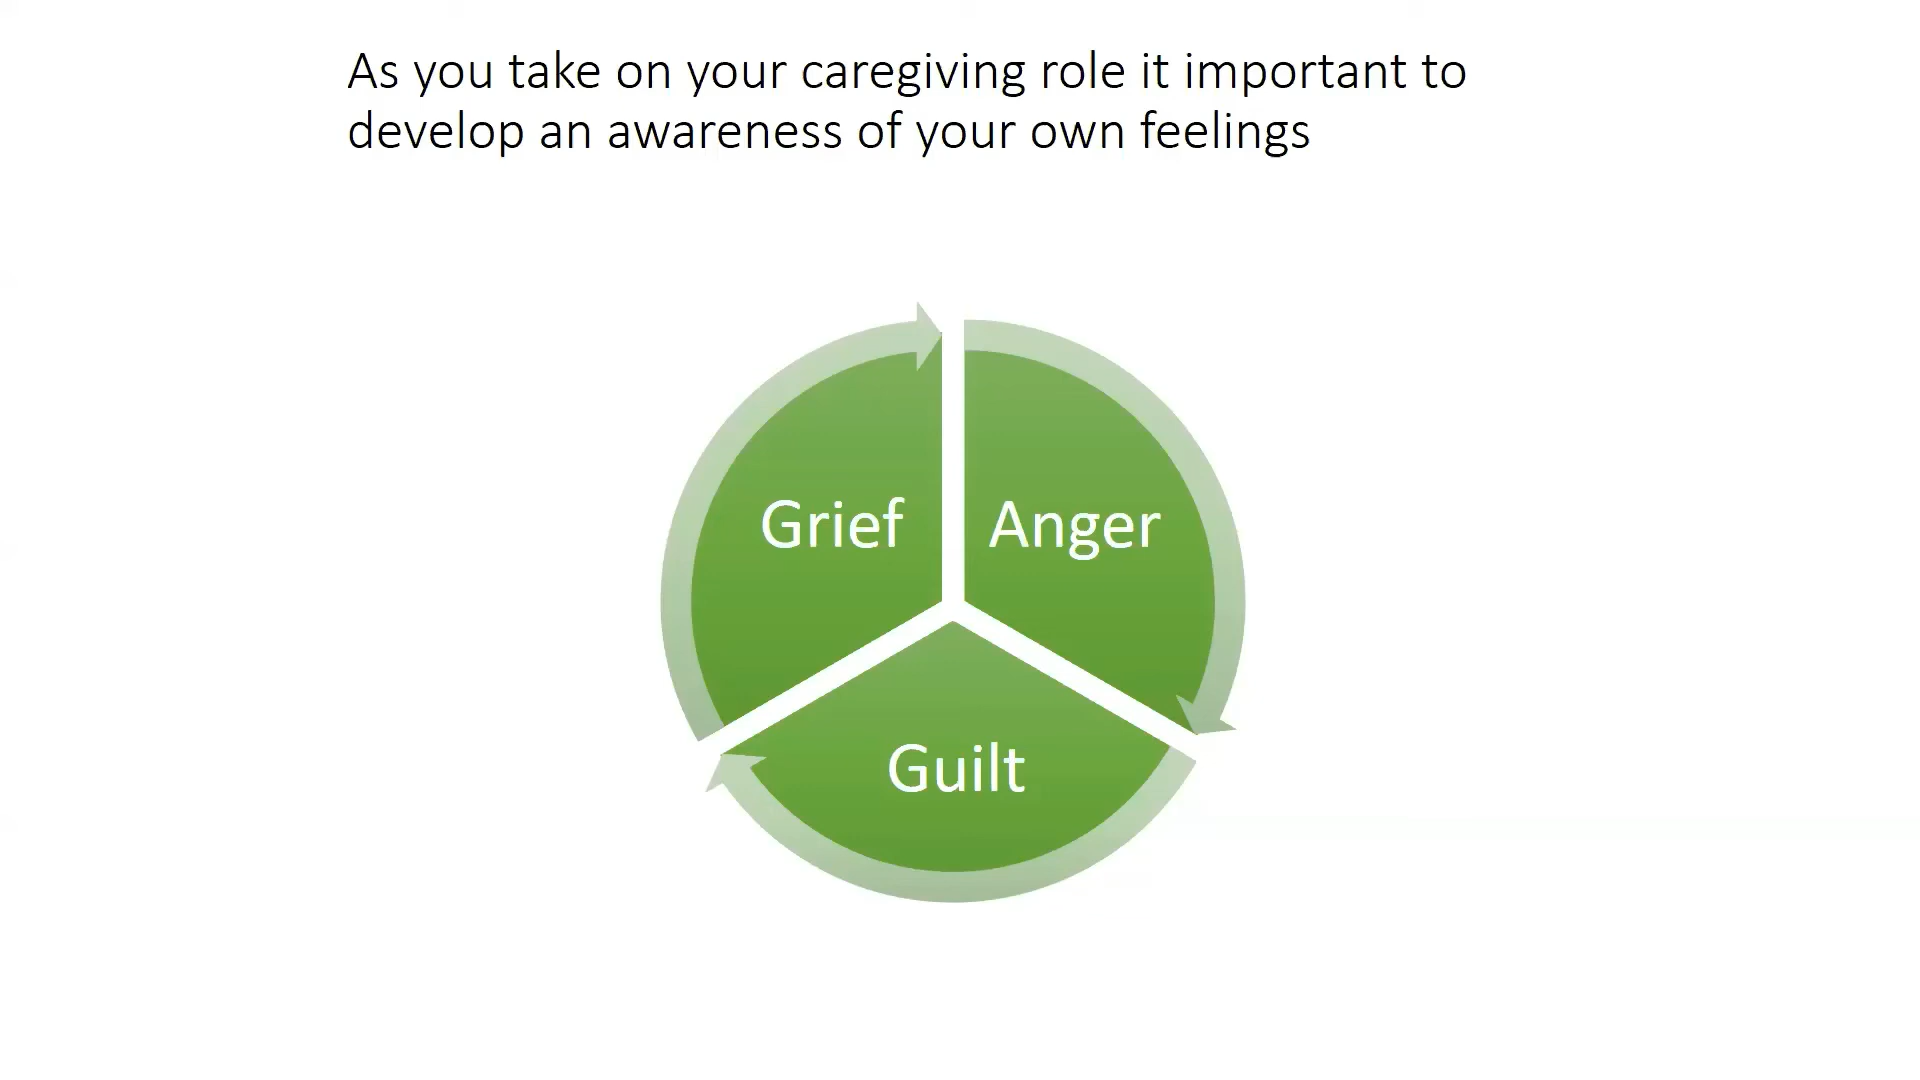 As you take on your caregiving role it important to
develop an awareness of your own feelings
Grief
Anger
Guilt